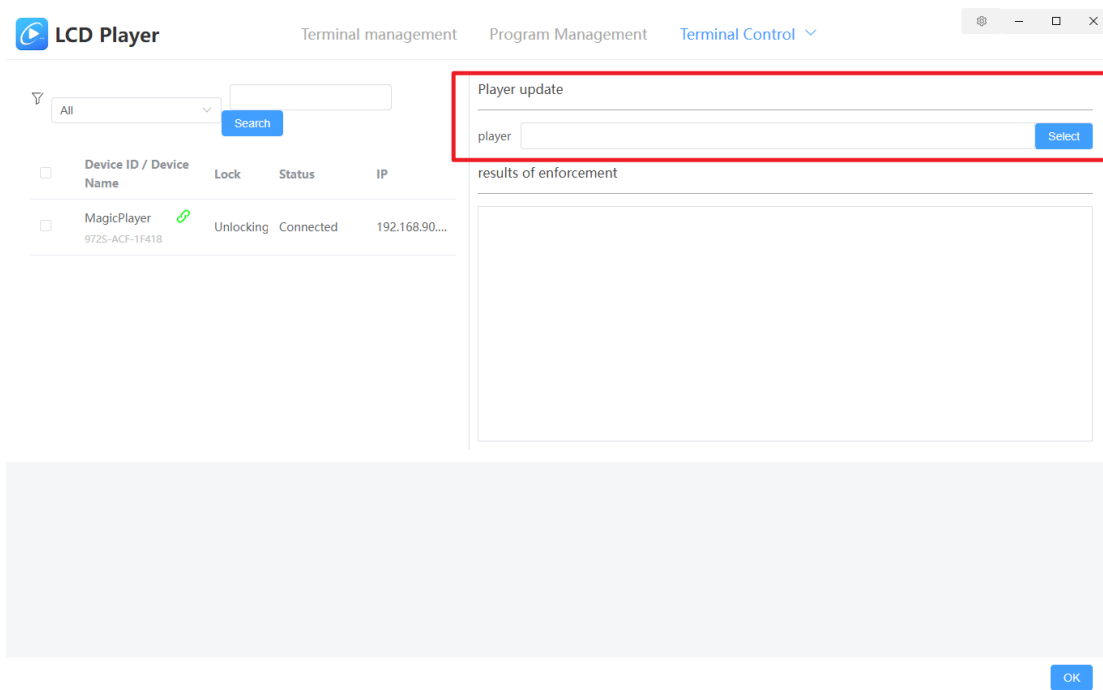 LCD Player
Terminal management Program Management Terminal Control
All
Search
Device ID / Device Name Lock Status IP
MagicPlayer
972S-ACF-1F418
Unlocking Connected 192.168.90....
Player update
player Select
results of enforcement
OK